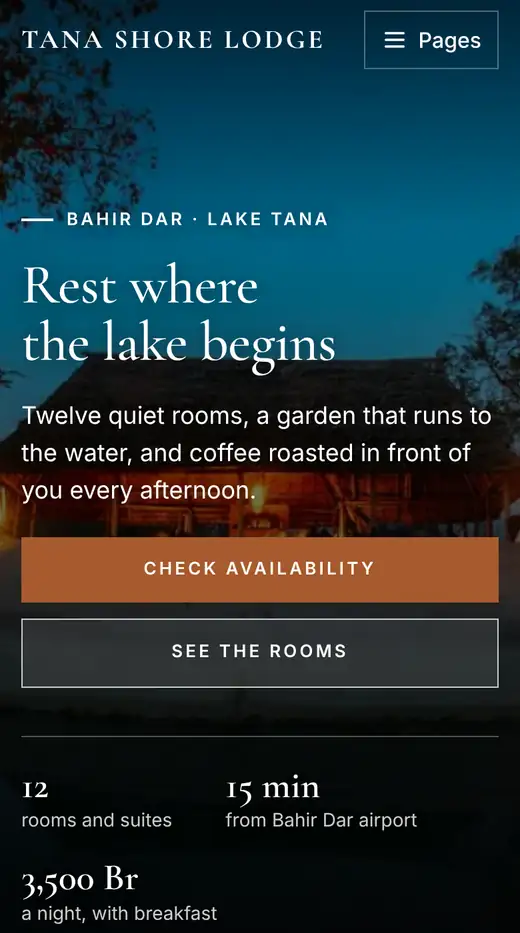 TANA SHORE LODGE
Pages
BAHIR DAR · LAKE TANA
Rest where
the lake begins
Twelve quiet rooms, a garden that runs to
the water, and coffee roasted in front of
you every afternoon.
CHECK AVAILABILITY
SEE THE ROOMS
12
rooms and suites
15 min
from Bahir Dar airport
3,500 Br
a night, with breakfast